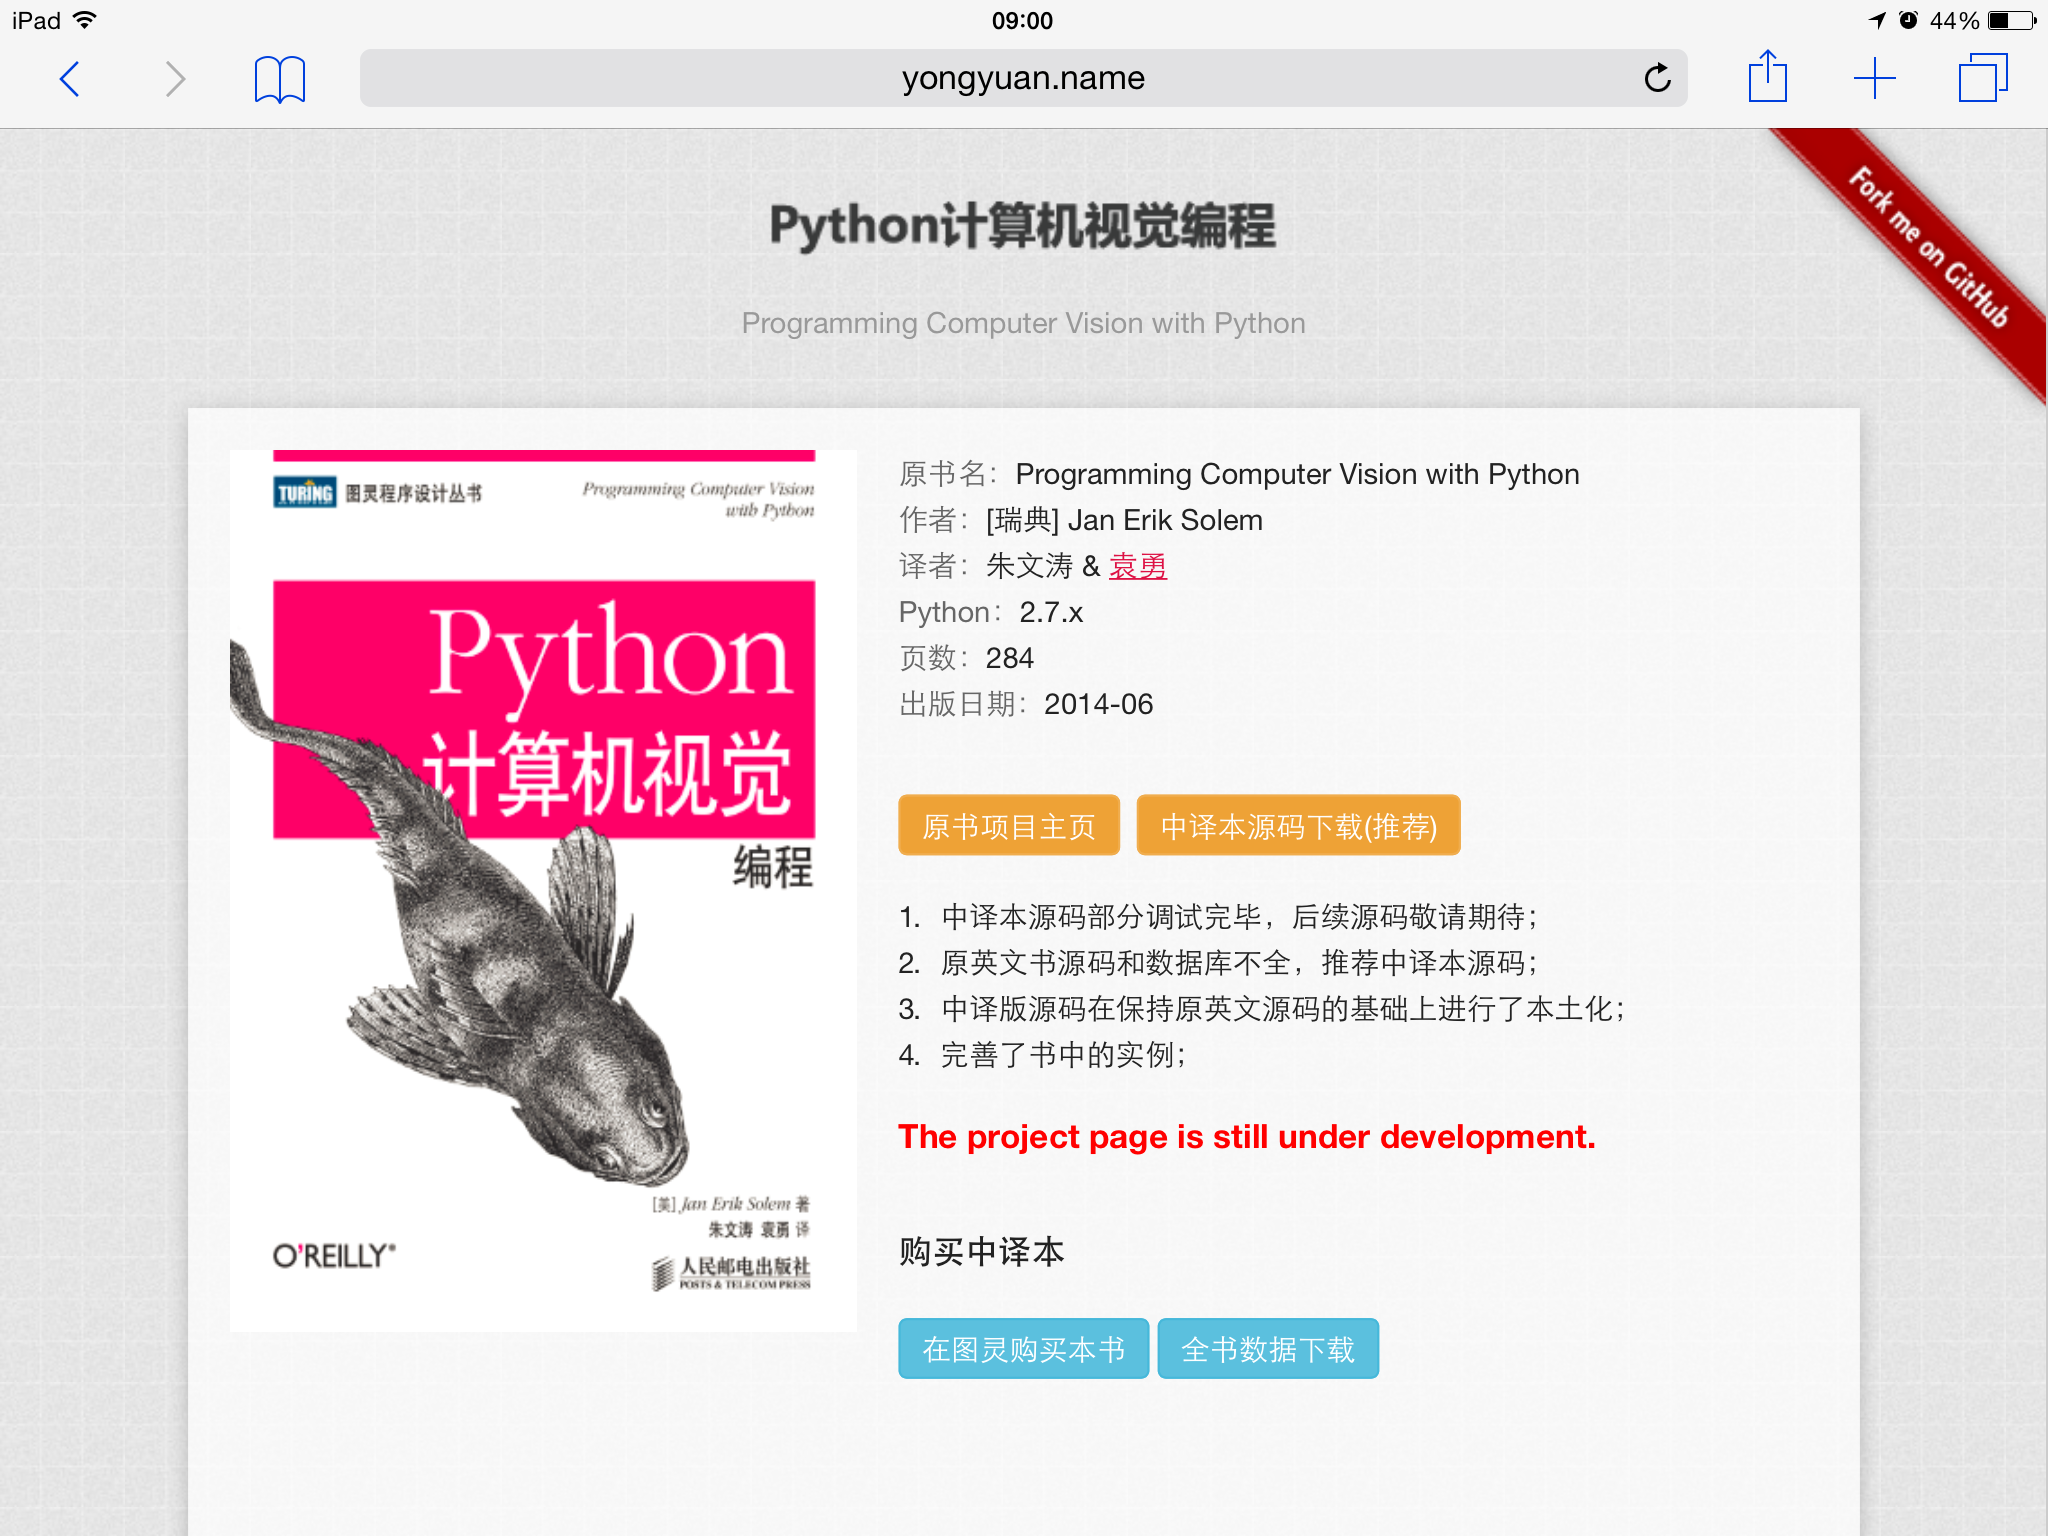 iPad
09:00
44%
yongyuan.name
Fork me on GitHub
Python计算机视觉编程
Programming Computer Vision with Python
TURING 图灵程序设计丛书
Programming Computer Vision
with Python
Python
计算机视觉
编程
[美] Jan Erik Solem 著
朱文涛 袁勇 译
O'REILLY®
人民邮电出版社
POSTS & TELECOM PRESS
原书名：Programming Computer Vision with Python
作者：[瑞典] Jan Erik Solem
译者：朱文涛 & 袁勇
Python：2.7.x
页数：284
出版日期：2014-06
原书项目主页
中译本源码下载(推荐)
1. 中译本源码部分调试完毕，后续源码敬请期待；
2. 原英文书源码和数据库不全，推荐中译本源码；
3. 中译版源码在保持原英文源码的基础上进行了本土化；
4. 完善了书中的实例；
The project page is still under development.
购买中译本
在图灵购买本书
全书数据下载